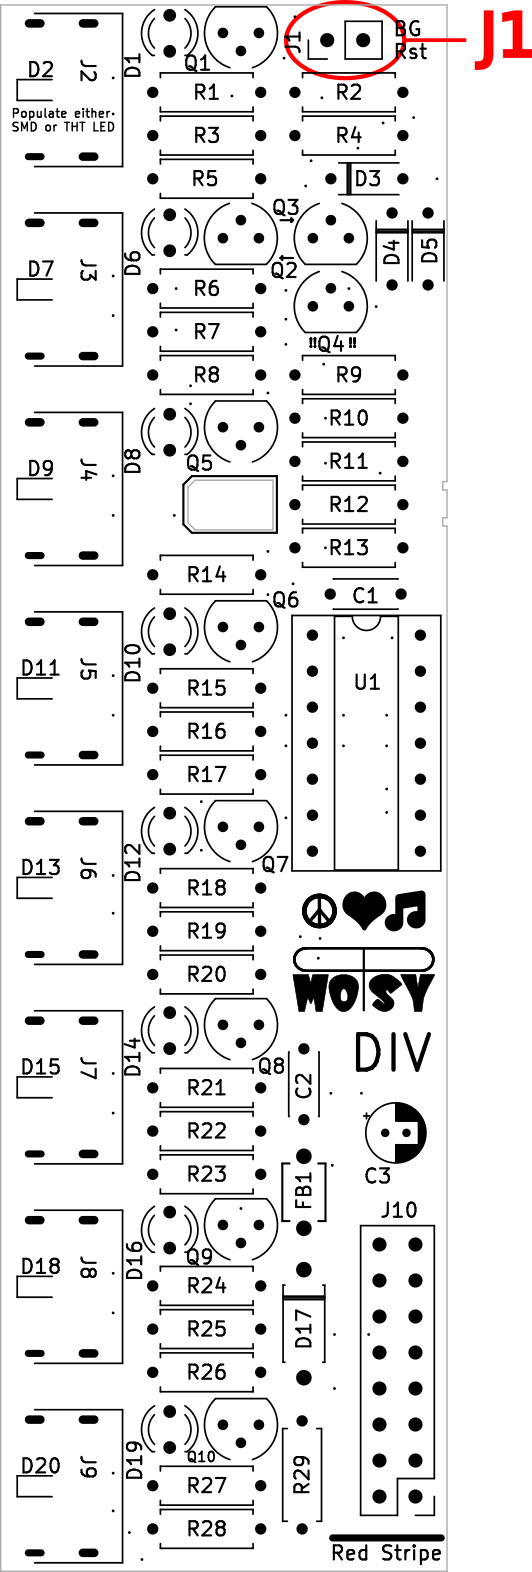 J1
J1
BG
Rst
D2
J2
D1
Q1
R1
R2
Populate either
SMD or THT LED
R3
R4
R5
D3
Q3
D7
J3
D6
Q2
D4
D5
R6
R7
"Q4"
R8
R9
R10
D9
J4
D8
Q5
R11
R12
R13
R14
C1
Q6
D11
J5
D10
R15
U1
R16
R17
D13
J6
D12
Q7
R18
R19
R20
MOSY
DIV
D15
J7
D14
Q8
R21
C2
R22
+
C3
R23
FB1
J10
D18
J8
D16
Q9
R24
R25
D17
R26
D20
J9
D19
Q10
R27
R29
R28
Red Stripe